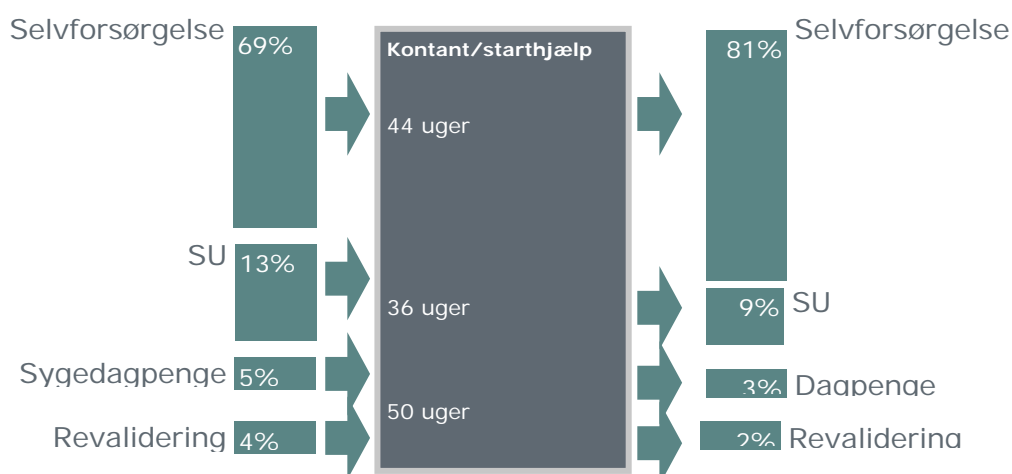 Selvforsørgelse 69%
SU 13%
Sygedagpenge 5%
Revalidering 4%
Kontant/starthjælp
44 uger
36 uger
50 uger
81% Selvforsørgelse
9% SU
3% Dagpenge
2% Revalidering